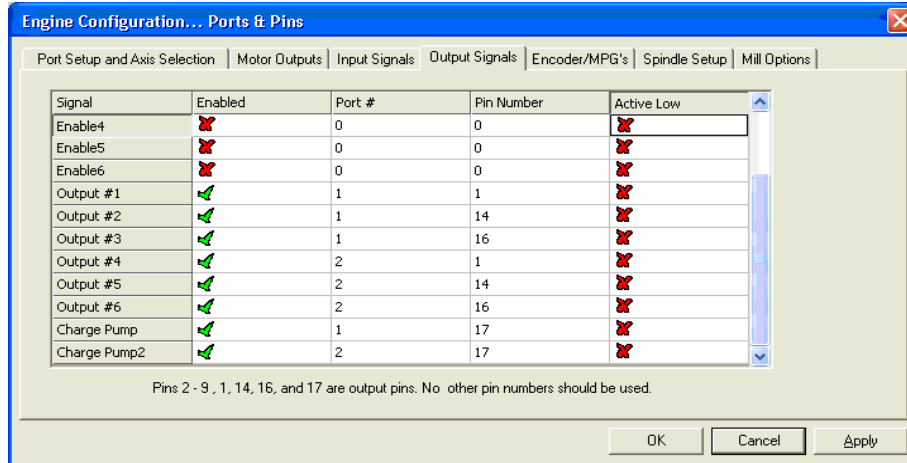 Engine Configuration... Ports & Pins
Port Setup and Axis Selection Motor Outputs Input Signals Output Signals Encoder/MPG's Spindle Setup Mill Options
Signal Enabled Port # Pin Number Active Low
Enable4 0 0
Enable5 0 0
Enable6 0 0
Output #1 1 1
Output #2 1 14
Output #3 1 16
Output #4 2 1
Output #5 2 14
Output #6 2 16
Charge Pump 1 17
Charge Pump2 2 17
Pins 2 - 9 , 1, 14, 16, and 17 are output pins. No other pin numbers should be used.
OK Cancel Apply